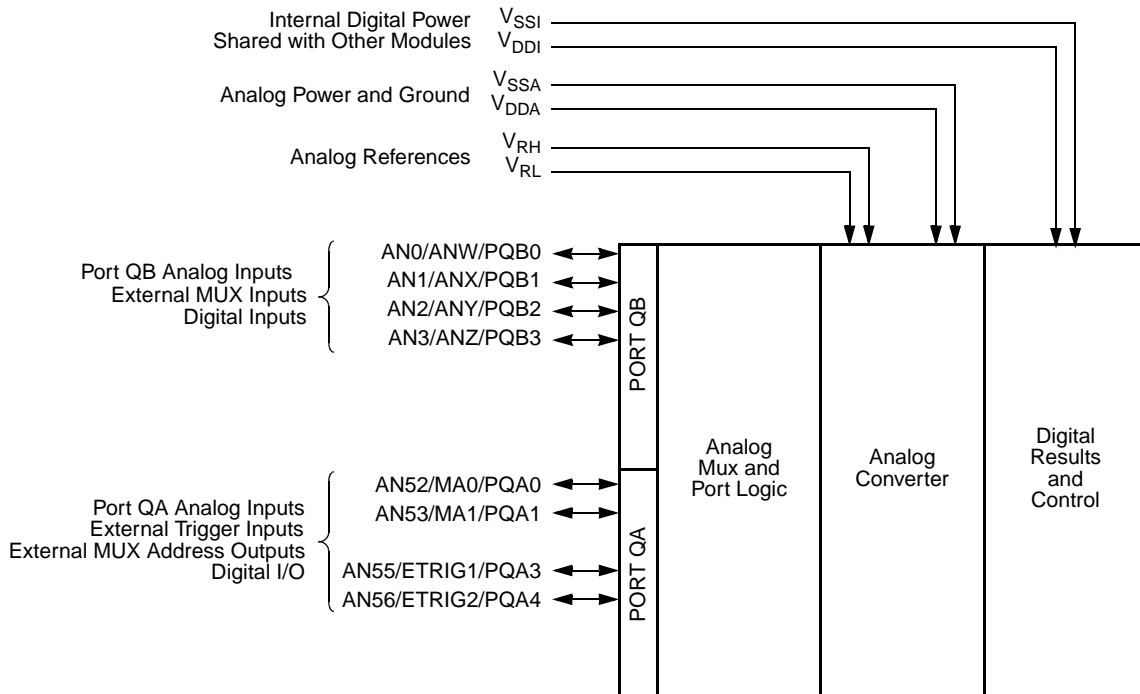 Internal Digital Power
Shared with Other Modules
VSSI
VDDI
Analog Power and Ground
VSSA
VDDA
Analog References
VRH
VRL
Port QB Analog Inputs
External MUX Inputs
Digital Inputs
AN0/ANW/PQB0
AN1/ANX/PQB1
AN2/ANY/PQB2
AN3/ANZ/PQB3
PORT QB
Port QA Analog Inputs
External Trigger Inputs
External MUX Address Outputs
Digital I/O
AN52/MA0/PQA0
AN53/MA1/PQA1
AN55/ETRIG1/PQA3
AN56/ETRIG2/PQA4
PORT QA
Analog
Mux and
Port Logic
Analog
Converter
Digital
Results
and
Control